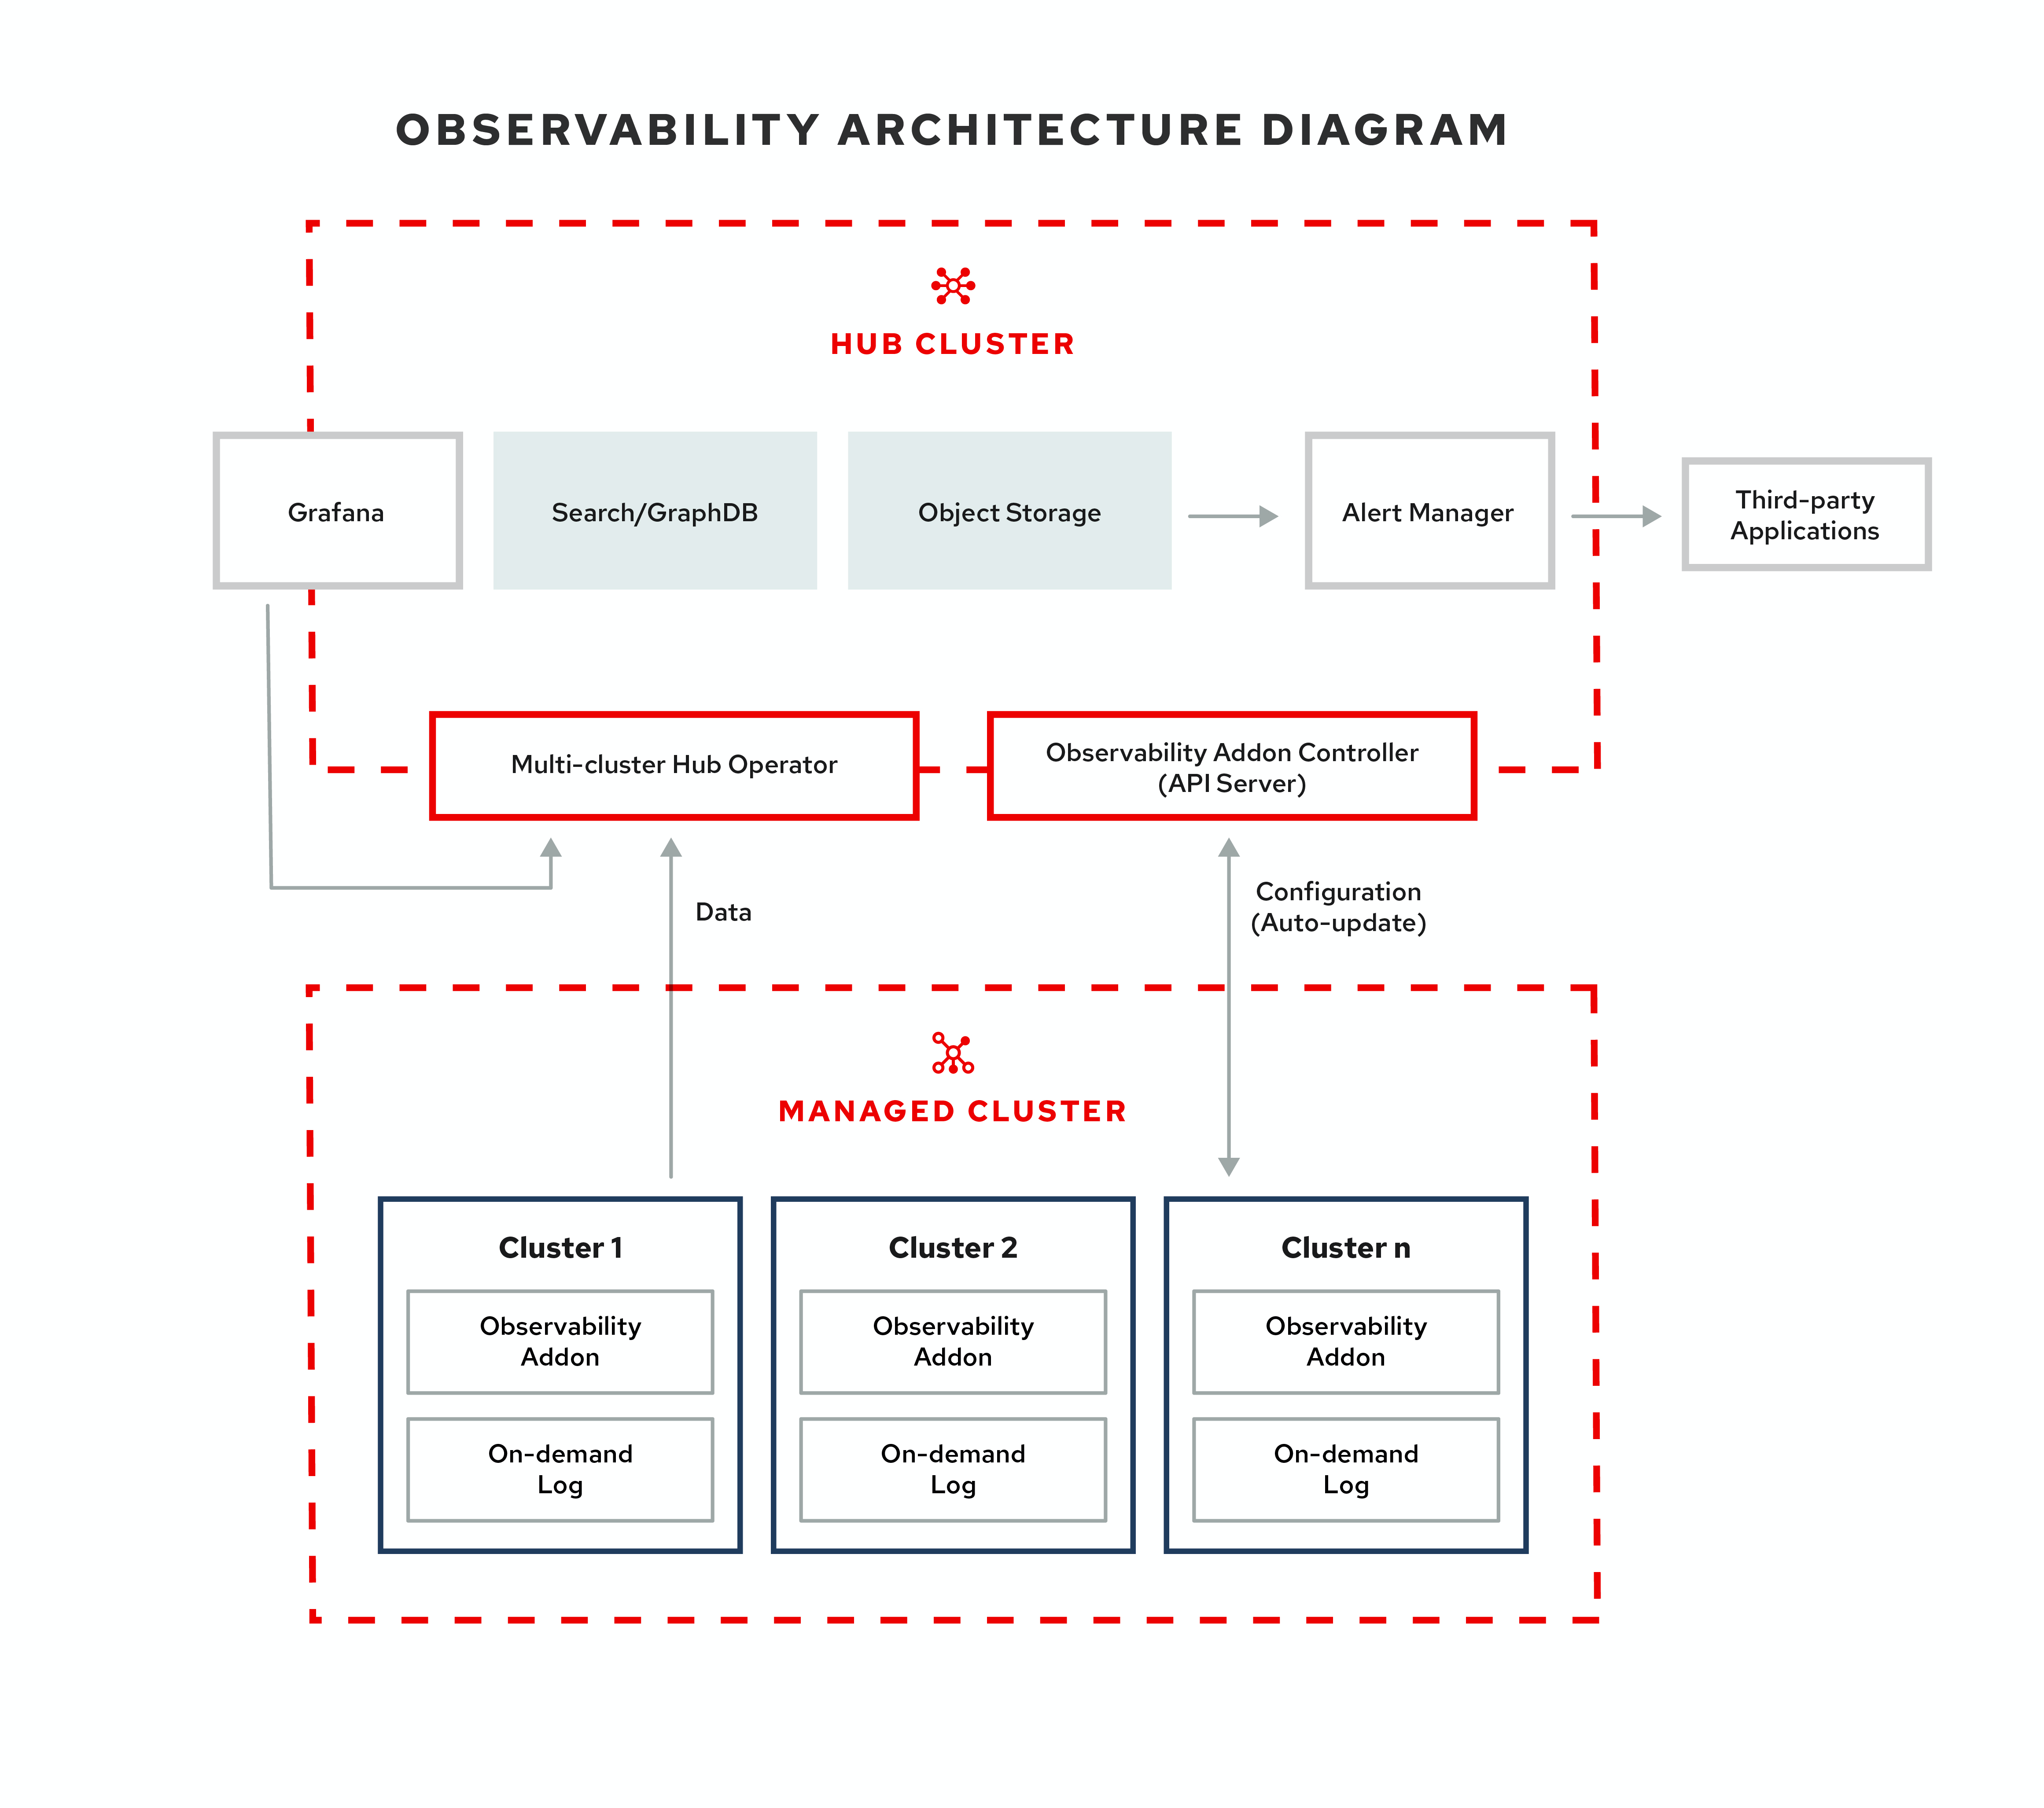 OBSERVABILITY ARCHITECTURE DIAGRAM
HUB CLUSTER
Grafana
Search/GraphDB
Object Storage
Alert Manager
Third-party
Applications
Multi-cluster Hub Operator
Observability Addon Controller
(API Server)
Data
Configuration
(Auto-update)
MANAGED CLUSTER
Cluster 1
Observability
Addon
On-demand
Log
Cluster 2
Observability
Addon
On-demand
Log
Cluster n
Observability
Addon
On-demand
Log